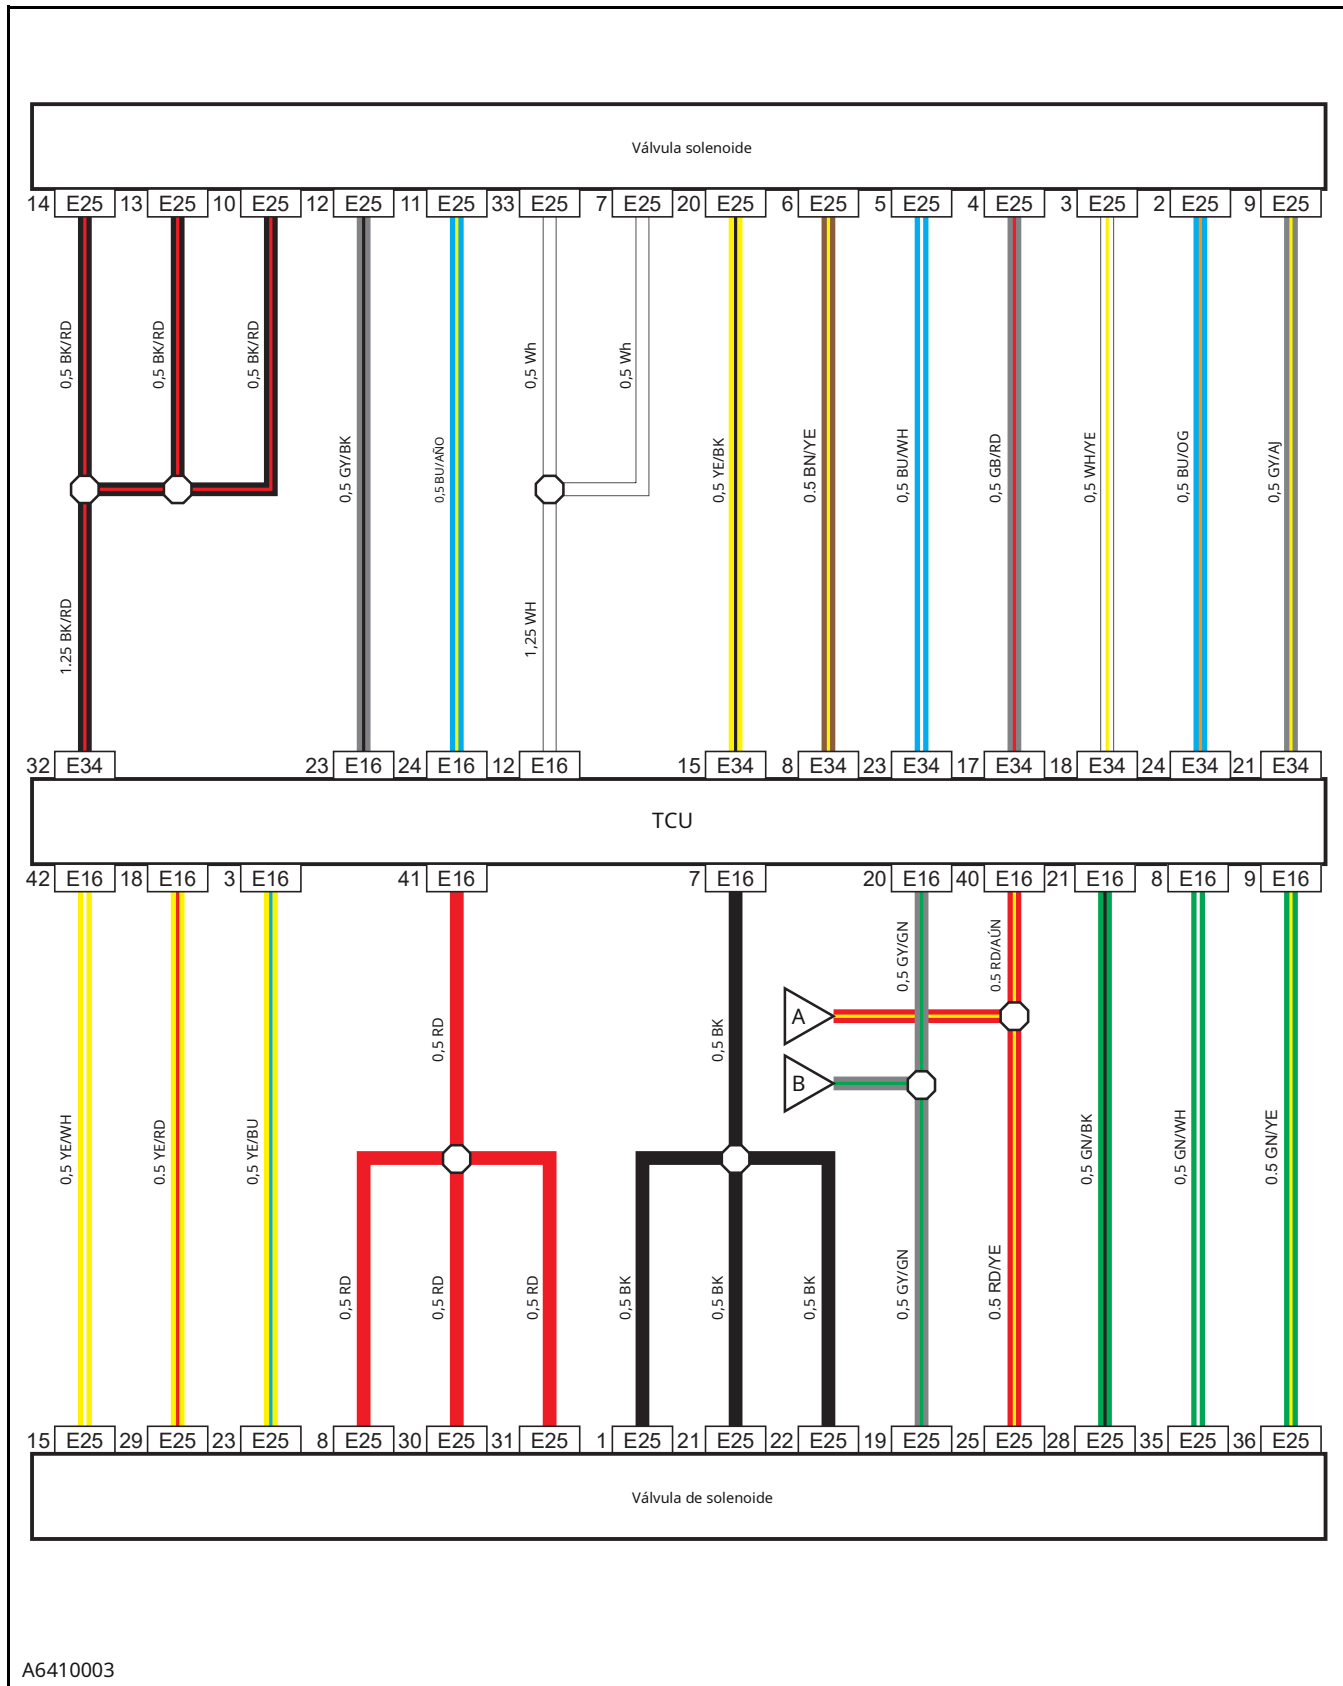 Válvula solenoide
14 E25 13 E25 10 E25 12 E25 11 E25 33 E25 7 E25 20 E25 6 E25 5 E25 4 E25 3 E25 2 E25 9 E25
0,5 BK/RD
0,5 BK/RD
0,5 BK/RD
0,5 GY/BK
0,5 BU/AÑO
0,5 Wh
0,5 Wh
0,5 YE/BK
0.5 BN/YE
0,5 BU/WH
0,5 GB/RD
0,5 WH/YE
0,5 BU/OG
0,5 GY/AJ
1.25 BK/RD
1,25 WH
32 E34 23 E16 24 E16 12 E16 15 E34 8 E34 23 E34 17 E34 18 E34 24 E34 21 E34
TCU
42 E16 18 E16 3 E16 41 E16 7 E16 20 E16 40 E16 21 E16 8 E16 9 E16
0,5 GY/GN
0.5 RD/AÚN
A
B
0,5 RD
0,5 BK
0,5 YE/WH
0.5 YE/RD
0,5 YE/BU
0,5 GN/BK
0,5 GN/WH
0.5 GN/YE
0,5 RD
0,5 RD
0,5 RD
0,5 BK
0,5 BK
0,5 BK
0,5 GY/GN
0.5 RD/YE
15 E25 29 E25 23 E25 8 E25 30 E25 31 E25 1 E25 21 E25 22 E25 19 E25 25 E25 28 E25 35 E25 36 E25
Válvula de solenoide
A6410003